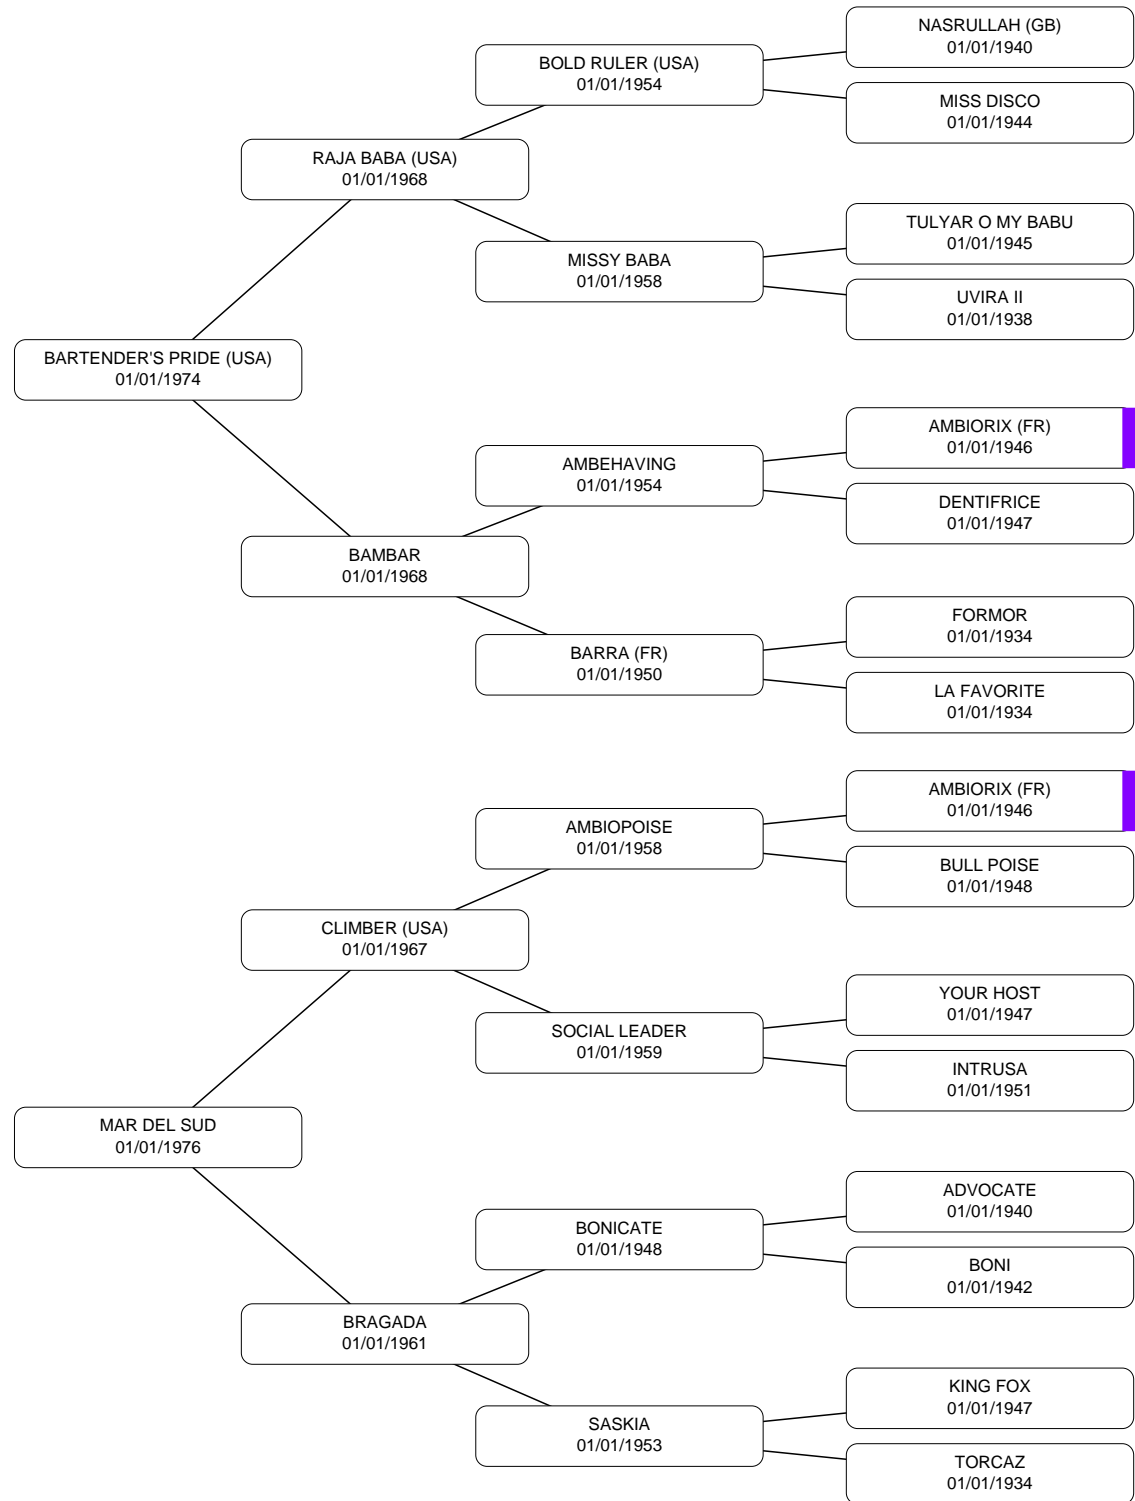 NASRULLAH (GB)
01/01/1940
BOLD RULER (USA)
01/01/1954
MISS DISCO
01/01/1944
RAJA BABA (USA)
01/01/1968
TULYAR O MY BABU
01/01/1945
MISSY BABA
01/01/1958
UVIRA II
01/01/1938
BARTENDER'S PRIDE (USA)
01/01/1974
AMBIORIX (FR)
01/01/1946
AMBEHAVING
01/01/1954
DENTIFRICE
01/01/1947
BAMBAR
01/01/1968
FORMOR
01/01/1934
BARRA (FR)
01/01/1950
LA FAVORITE
01/01/1934
AMBIORIX (FR)
01/01/1946
AMBIOPOISE
01/01/1958
BULL POISE
01/01/1948
CLIMBER (USA)
01/01/1967
YOUR HOST
01/01/1947
SOCIAL LEADER
01/01/1959
INTRUSA
01/01/1951
MAR DEL SUD
01/01/1976
ADVOCATE
01/01/1940
BONICATE
01/01/1948
BONI
01/01/1942
BRAGADA
01/01/1961
KING FOX
01/01/1947
SASKIA
01/01/1953
TORCAZ
01/01/1934